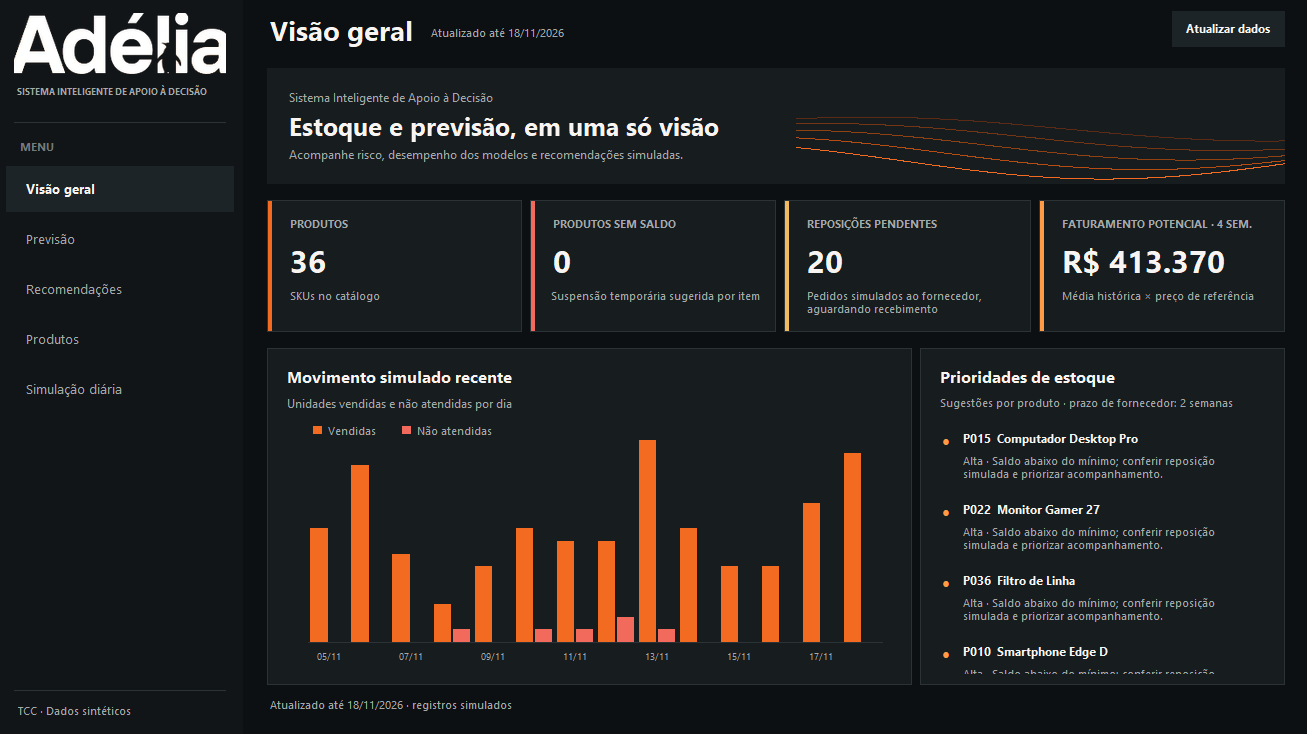 Adélia
SISTEMA INTELIGENTE DE APOIO À DECISÃO
MENU
Visão geral
Previsão
Recomendações
Produtos
Simulação diária
TCC · Dados sintéticos
Visão geral
Atualizado até 18/11/2026
Atualizar dados
Sistema Inteligente de Apoio à Decisão
Estoque e previsão, em uma só visão
Acompanhe risco, desempenho dos modelos e recomendações simuladas.
PRODUTOS
36
SKUs no catálogo
PRODUTOS SEM SALDO
0
Suspensão temporária sugerida por item
REPOSIÇÕES PENDENTES
20
Pedidos simulados ao fornecedor,
aguardando recebimento
FATURAMENTO POTENCIAL · 4 SEM.
R$ 413.370
Média histórica × preço de referência
Movimento simulado recente
Unidades vendidas e não atendidas por dia
Vendidas
Não atendidas
05/11
07/11
09/11
11/11
13/11
15/11
17/11
Prioridades de estoque
Sugestões por produto · prazo de fornecedor: 2 semanas
P015 Computador Desktop Pro
Alta · Saldo abaixo do mínimo; conferir reposição
simulada e priorizar acompanhamento.
P022 Monitor Gamer 27
Alta · Saldo abaixo do mínimo; conferir reposição
simulada e priorizar acompanhamento.
P036 Filtro de Linha
Alta · Saldo abaixo do mínimo; conferir reposição
simulada e priorizar acompanhamento.
P010 Smartphone Edge D
Alta · Saldo abaixo do mínimo; conferir reposição
Atualizado até 18/11/2026 · registros simulados